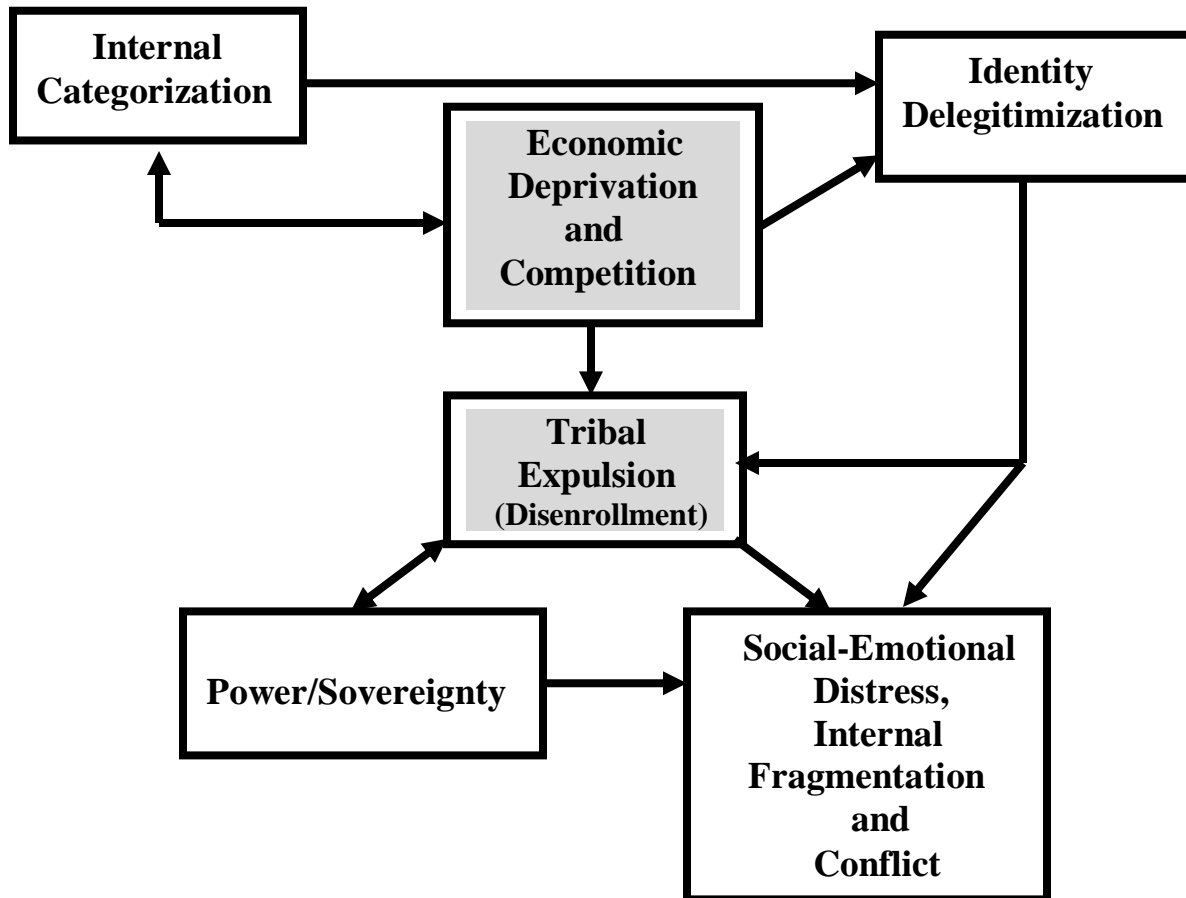 Internal
Categorization
Identity
Delegitimization
Economic
Deprivation
and
Competition
Tribal
Expulsion
(Disenrollment)
Power/Sovereignty
Social-Emotional
Distress,
Internal
Fragmentation
and
Conflict